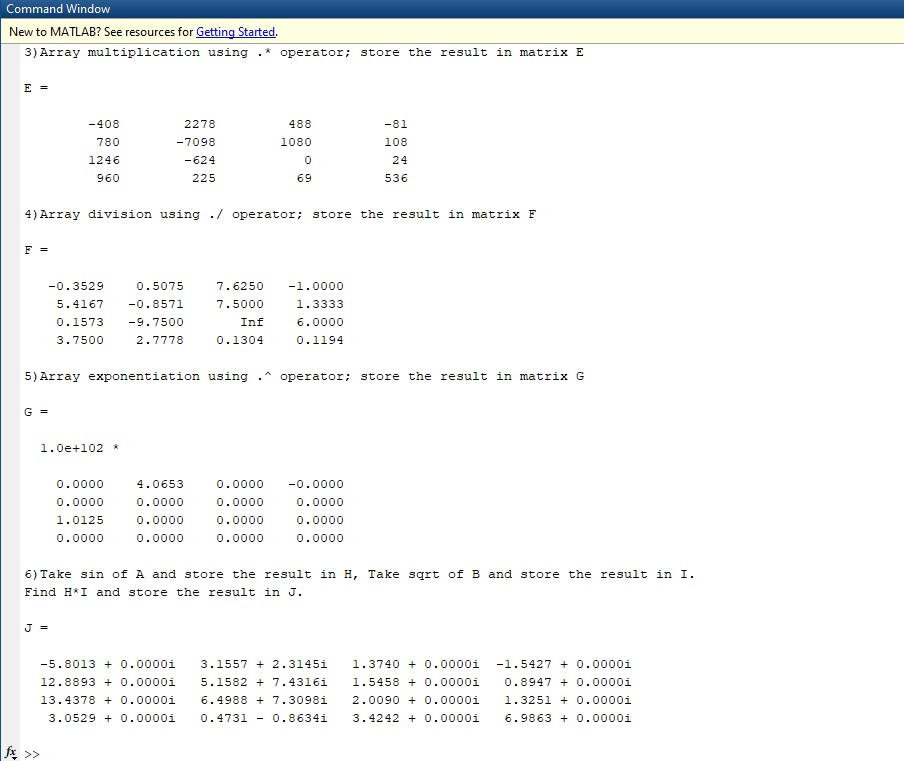 Command Window
New to MATLAB? See resources for Getting Started.
3)Array multiplication using .* operator; store the result in matrix E
E =
-408 2278 488 -81
780 -7098 1080 108
1246 -624 0 24
960 225 69 536
4)Array division using ./ operator; store the result in matrix F
F =
-0.3529 0.5075 7.6250 -1.0000
5.4167 -0.8571 7.5000 1.3333
0.1573 -9.7500 Inf 6.0000
3.7500 2.7778 0.1304 0.1194
5)Array exponentiation using .^ operator; store the result in matrix G
G =
1.0e+102 *
0.0000 4.0653 0.0000 -0.0000
0.0000 0.0000 0.0000 0.0000
1.0125 0.0000 0.0000 0.0000
0.0000 0.0000 0.0000 0.0000
6)Take sin of A and store the result in H, Take sqrt of B and store the result in I.
Find H*I and store the result in J.
J =
-5.8013 + 0.0000i 3.1557 + 2.3145i 1.3740 + 0.0000i -1.5427 + 0.0000i
12.8893 + 0.0000i 5.1582 + 7.4316i 1.5458 + 0.0000i 0.8947 + 0.0000i
13.4378 + 0.0000i 6.4988 + 7.3098i 2.0090 + 0.0000i 1.3251 + 0.0000i
3.0529 + 0.0000i 0.4731 - 0.8634i 3.4242 + 0.0000i 6.9863 + 0.0000i
fx >>